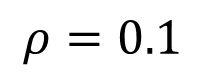 ρ = 0.1